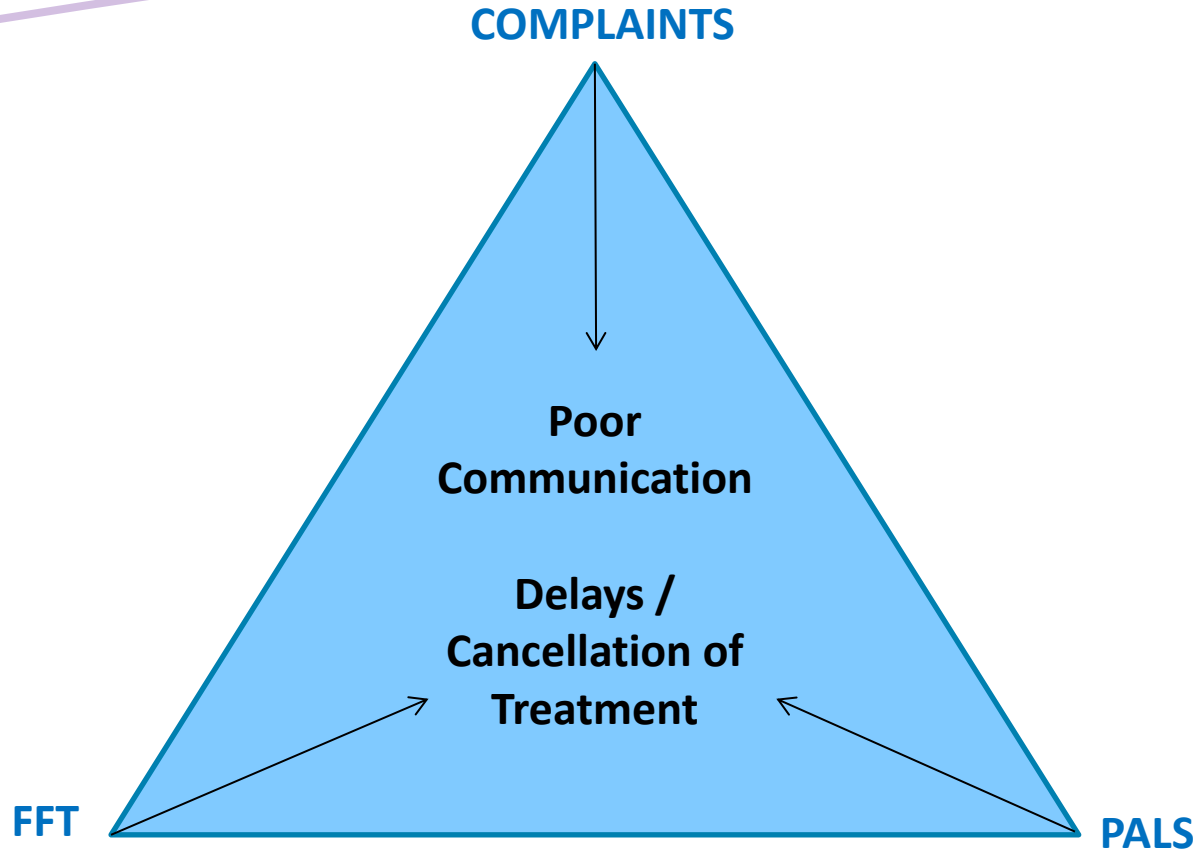 COMPLAINTS
Poor
Communication
Delays /
Cancellation of
Treatment
FFT
PALS